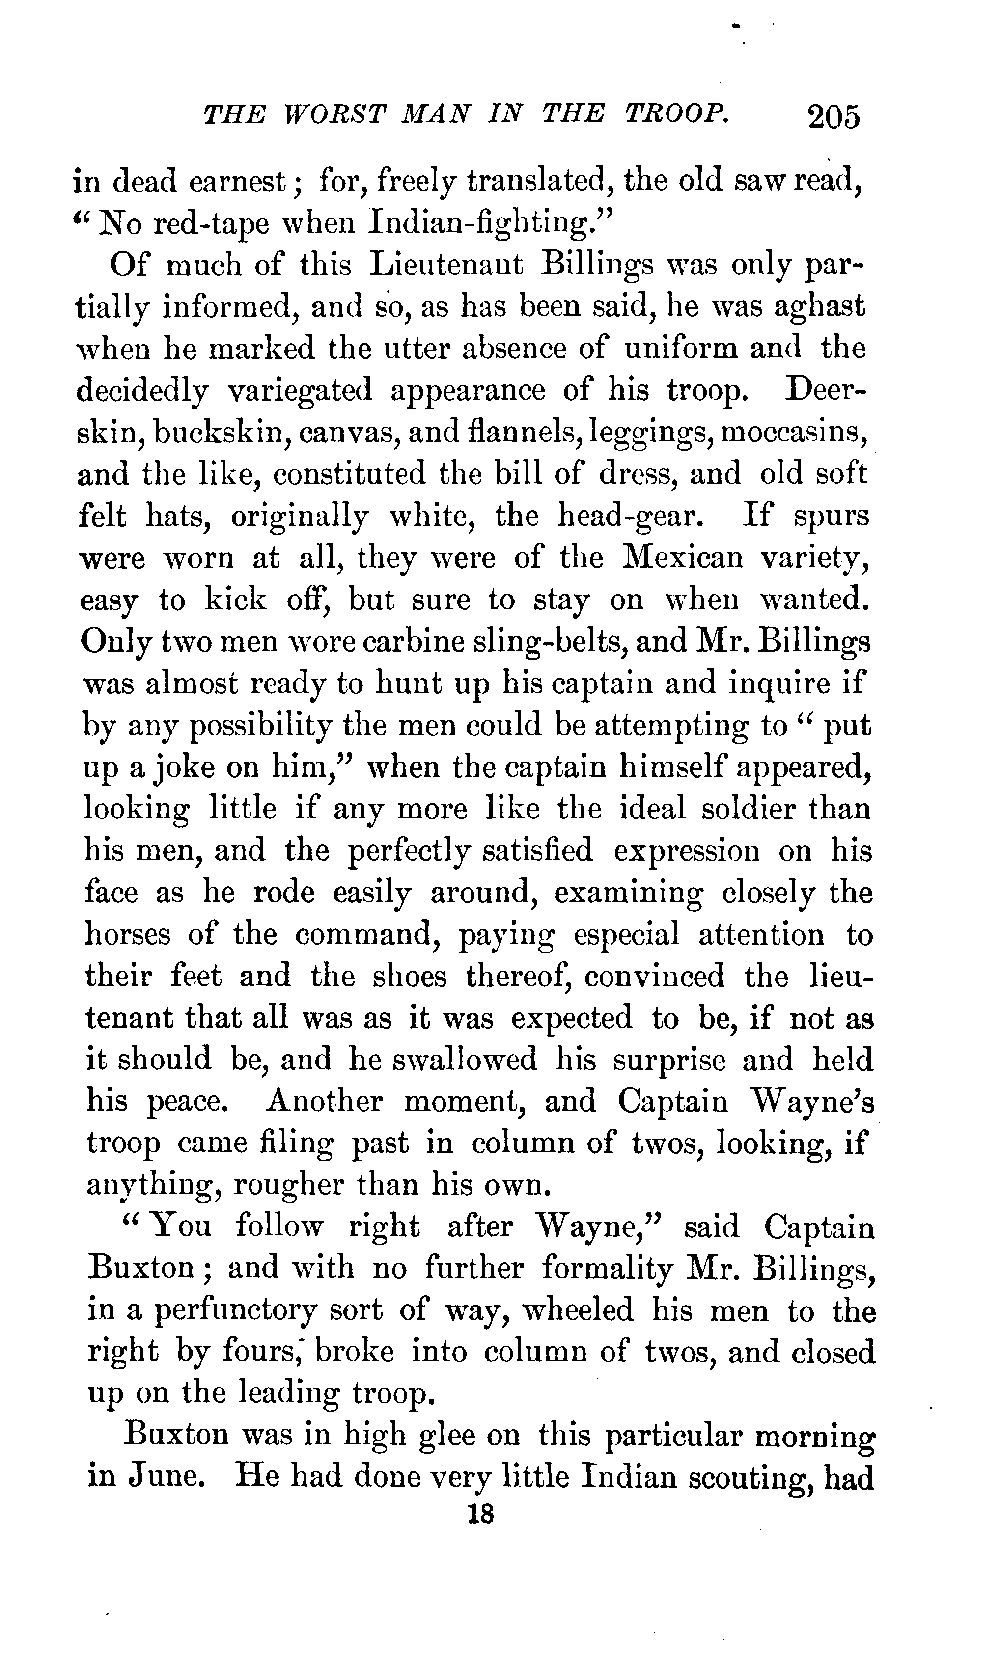 THE WORST MAN IN THE TROOP. 205
in dead earnest; for, freely translated, the old saw read,
“No red-tape when Indian-fighting.”
Of much of this Lieutenant Billings was only par-
tially informed, and so, as has been said, he was aghast
when he marked the utter absence of uniform and the
decidedly variegated appearance of his troop. Deer-
skin, buckskin, canvas, and flannels, leggings, moccasins,
and the like, constituted the bill of dress, and old soft
felt hats, originally white, the head-gear. If spurs
were worn at all, they were of the Mexican variety,
easy to kick off, but sure to stay on when wanted.
Only two men wore carbine sling-belts, and Mr. Billings
was almost ready to hunt up his captain and inquire if
by any possibility the men could be attempting to “put
up a joke on him,” when the captain himself appeared,
looking little if any more like the ideal soldier than
his men, and the perfectly satisfied expression on his
face as he rode easily around, examining closely the
horses of the command, paying especial attention to
their feet and the shoes thereof, convinced the lieu-
tenant that all was as it was expected to be, if not as
it should be, and he swallowed his surprise and held
his peace. Another moment, and Captain Wayne’s
troop came filing past in column of twos, looking, if
anything, rougher than his own.
“You follow right after Wayne,” said Captain
Buxton; and with no further formality Mr. Billings,
in a perfunctory sort of way, wheeled his men to the
right by fours, broke into column of twos, and closed
up on the leading troop.
Buxton was in high glee on this particular morning
in June. He had done very little Indian scouting, had
18